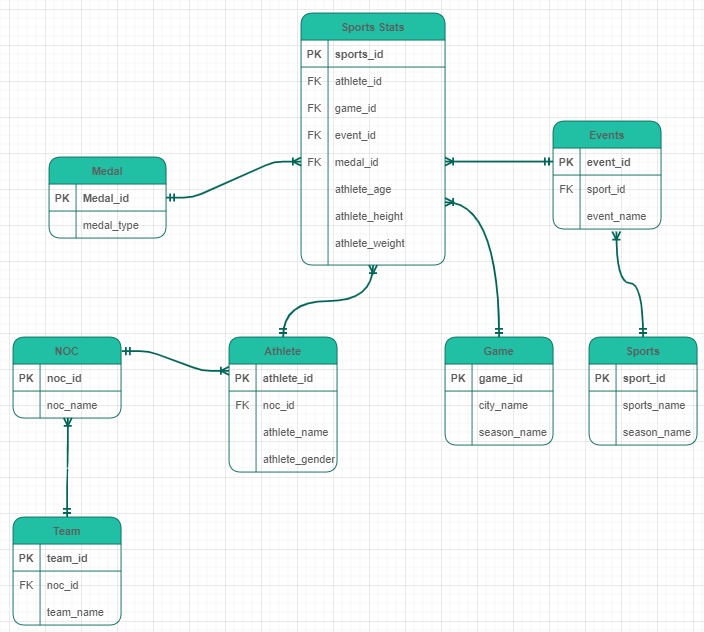 Sports Stats
PK sports_id
FK athlete_id
FK game_id
FK event_id
FK medal_id
athlete_age
athlete_height
athlete_weight
Events
PK event_id
FK sport_id
event_name
Medal
PK Medal_id
medal_type
NOC
PK noc_id
noc_name
Athlete
PK athlete_id
FK noc_id
athlete_name
athlete_gender
Game
PK game_id
city_name
season_name
Sports
PK sport_id
sports_name
season_name
Team
PK team_id
FK noc_id
team_name